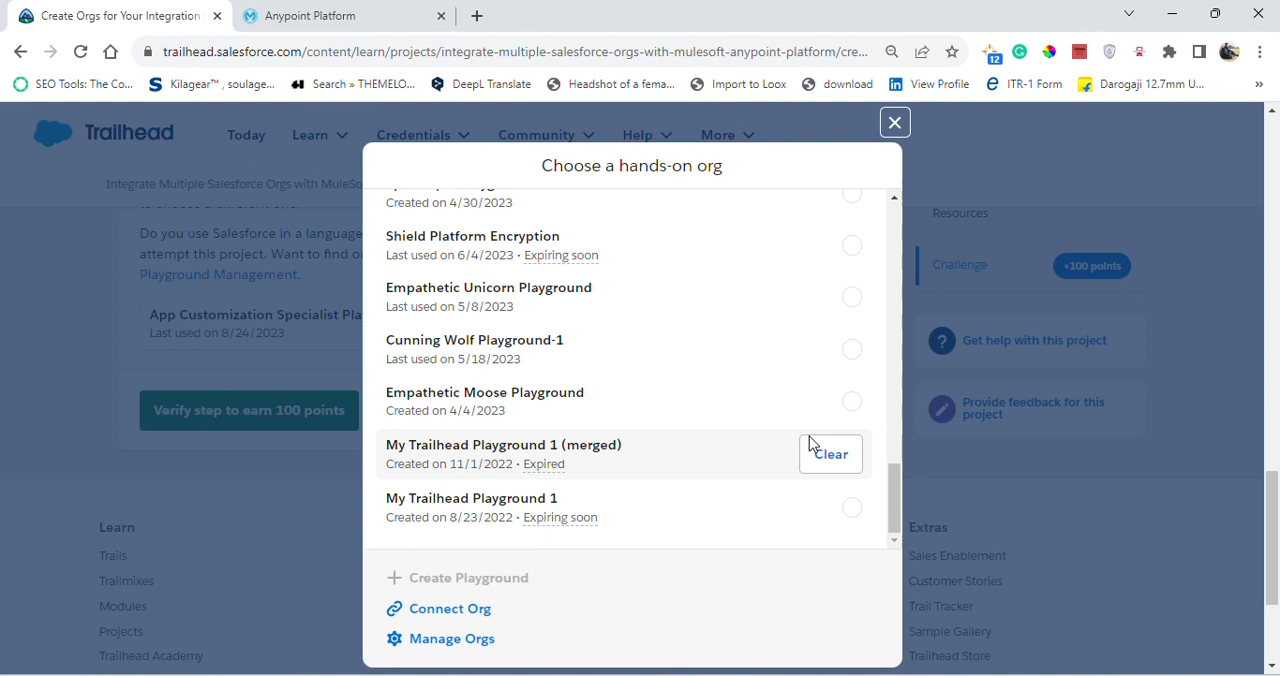 Create Orgs for Your Integration
Anypoint Platform
trailhead.salesforce.com/content/learn/projects/integrate-multiple-salesforce-orgs-with-mulesoft-anypoint-platform/cre...
12
SEO Tools: The Co...
Kilagear™ , soulage...
Search » THEMELO...
DeepL Translate
Headshot of a fema...
Import to Loox
download
View Profile
ITR-1 Form
Darogaji 12.7mm U...
»
Trailhead
Today
Learn
Credentials
Community
Help
More
Integrate Multiple Salesforce Orgs with MuleSo
Choose a hands-on org
Created on 4/30/2023
Shield Platform Encryption
Last used on 6/4/2023 • Expiring soon
Empathetic Unicorn Playground
Last used on 5/8/2023
Cunning Wolf Playground-1
Last used on 5/18/2023
Empathetic Moose Playground
Created on 4/4/2023
My Trailhead Playground 1 (merged)
Created on 11/1/2022 • Expired
Clear
My Trailhead Playground 1
Created on 8/23/2022 • Expiring soon
+ Create Playground
Connect Org
Manage Orgs
Do you use Salesforce in a language
attempt this project. Want to find ou
Playground Management.
App Customization Specialist Pla
Last used on 8/24/2023
Verify step to earn 100 points
Resources
Challenge
+100 points
Get help with this project
Provide feedback for this
project
Learn
Trails
Trailmixes
Modules
Projects
Trailhead Academy
Extras
Sales Enablement
Customer Stories
Trail Tracker
Sample Gallery
Trailhead Store